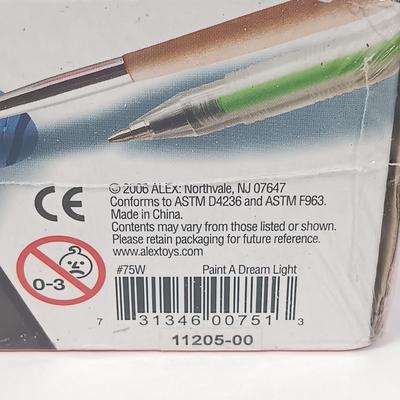 © 2006 ALEX: Northvale, NJ 07647
Conforms to ASTM D4236 and ASTM F963.
Made in China.
Contents may vary from those listed or shown.
Please retain packaging for future reference.
www.alextoys.com
CE
0-3
#75W Paint A Dream Light
7 31346 00751 3
11205-00